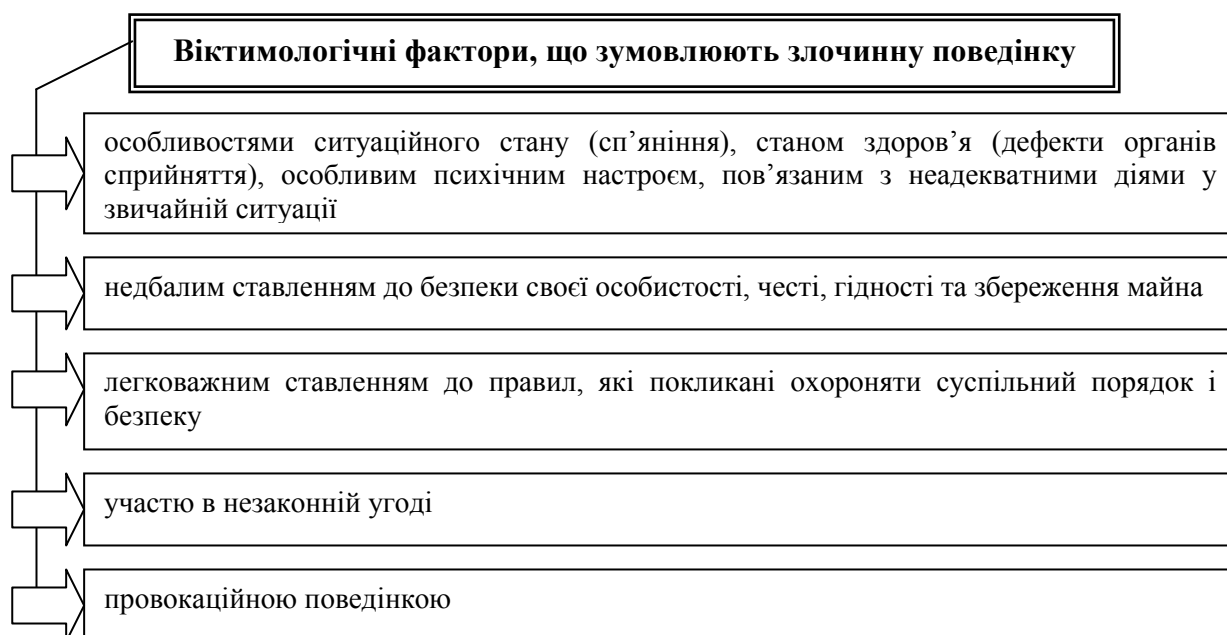 Віктимологічні фактори, що зумовлюють злочинну поведінку
особливостями ситуаційного стану (сп’яніння), станом здоров’я (дефекти органів
сприйняття), особливим психічним настроєм, пов’язаним з неадекватними діями у
звичайній ситуації
недбалим ставленням до безпеки своєї особистості, честі, гідності та збереження майна
легковажним ставленням до правил, які покликані охороняти суспільний порядок і
безпеку
участю в незаконній угоді
провокаційною поведінкою